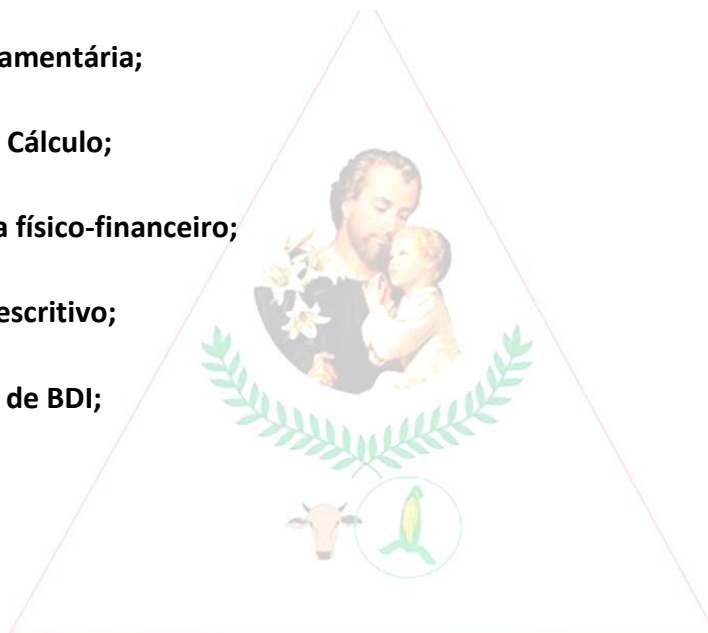 amentária;
Cálculo;
a físico-financeiro;
escritivo;
de BDI;